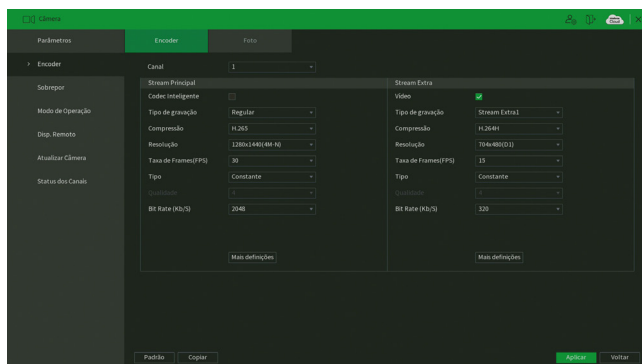 Câmera
Parâmetros
Encoder
Foto
Encoder
Sobrepor
Modo de Operação
Disp. Remoto
Atualizar Câmera
Status dos Canais
Canal 1
Stream Principal
Codec Inteligente
Tipo de gravação Regular
Compressão H.265
Resolução 1280x1440(4M-N)
Taxa de Frames(FPS) 30
Tipo Constante
Qualidade 4
Bit Rate (Kb/S) 2048
Mais definições
Stream Extra
Vídeo
Tipo de gravação Stream Extra1
Compressão H.264H
Resolução 704x480(D1)
Taxa de Frames(FPS) 15
Tipo Constante
Qualidade 4
Bit Rate (Kb/S) 320
Mais definições
Padrão Copiar Aplicar Voltar